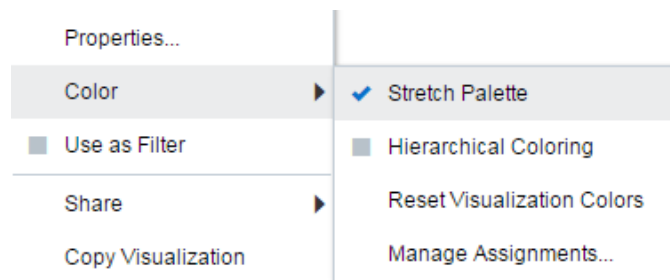 Properties...
Color
Use as Filter
Share
Copy Visualization
Stretch Palette
Hierarchical Coloring
Reset Visualization Colors
Manage Assignments...